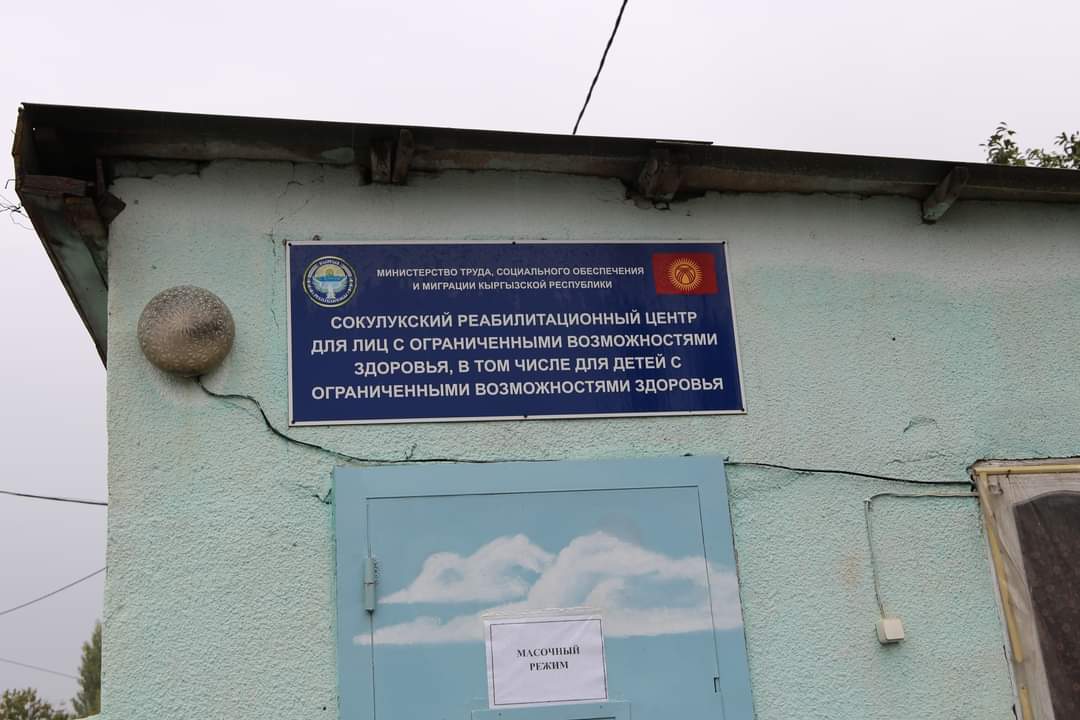 МИНИСТЕРСТВО ТРУДА, СОЦИАЛЬНОГО ОБЕСПЕЧЕНИЯ
И МИГРАЦИИ КЫРГЫЗСКОЙ РЕСПУБЛИКИ
СОКУЛУКСКИЙ РЕАБИЛИТАЦИОННЫЙ ЦЕНТР
ДЛЯ ЛИЦ С ОГРАНИЧЕННЫМИ ВОЗМОЖНОСТЯМИ
ЗДОРОВЬЯ, В ТОМ ЧИСЛЕ ДЛЯ ДЕТЕЙ С
ОГРАНИЧЕННЫМИ ВОЗМОЖНОСТЯМИ ЗДОРОВЬЯ
МАСОЧНЫЙ
РЕЖИМ